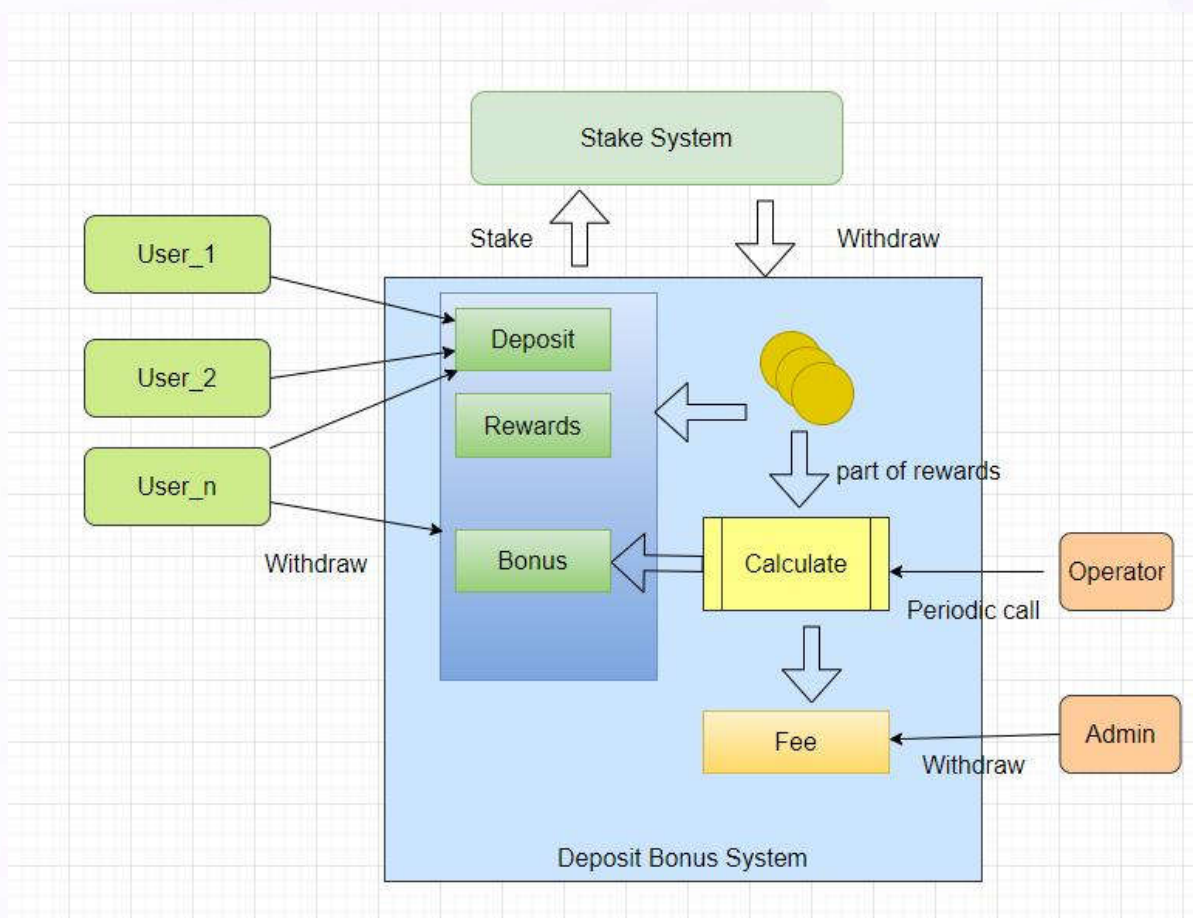 Stake System
Stake
Withdraw
User_1
User_2
User_n
Withdraw
Deposit
Rewards
Bonus
part of rewards
Calculate
Operator
Periodic call
Fee
Admin
Withdraw
Deposit Bonus System